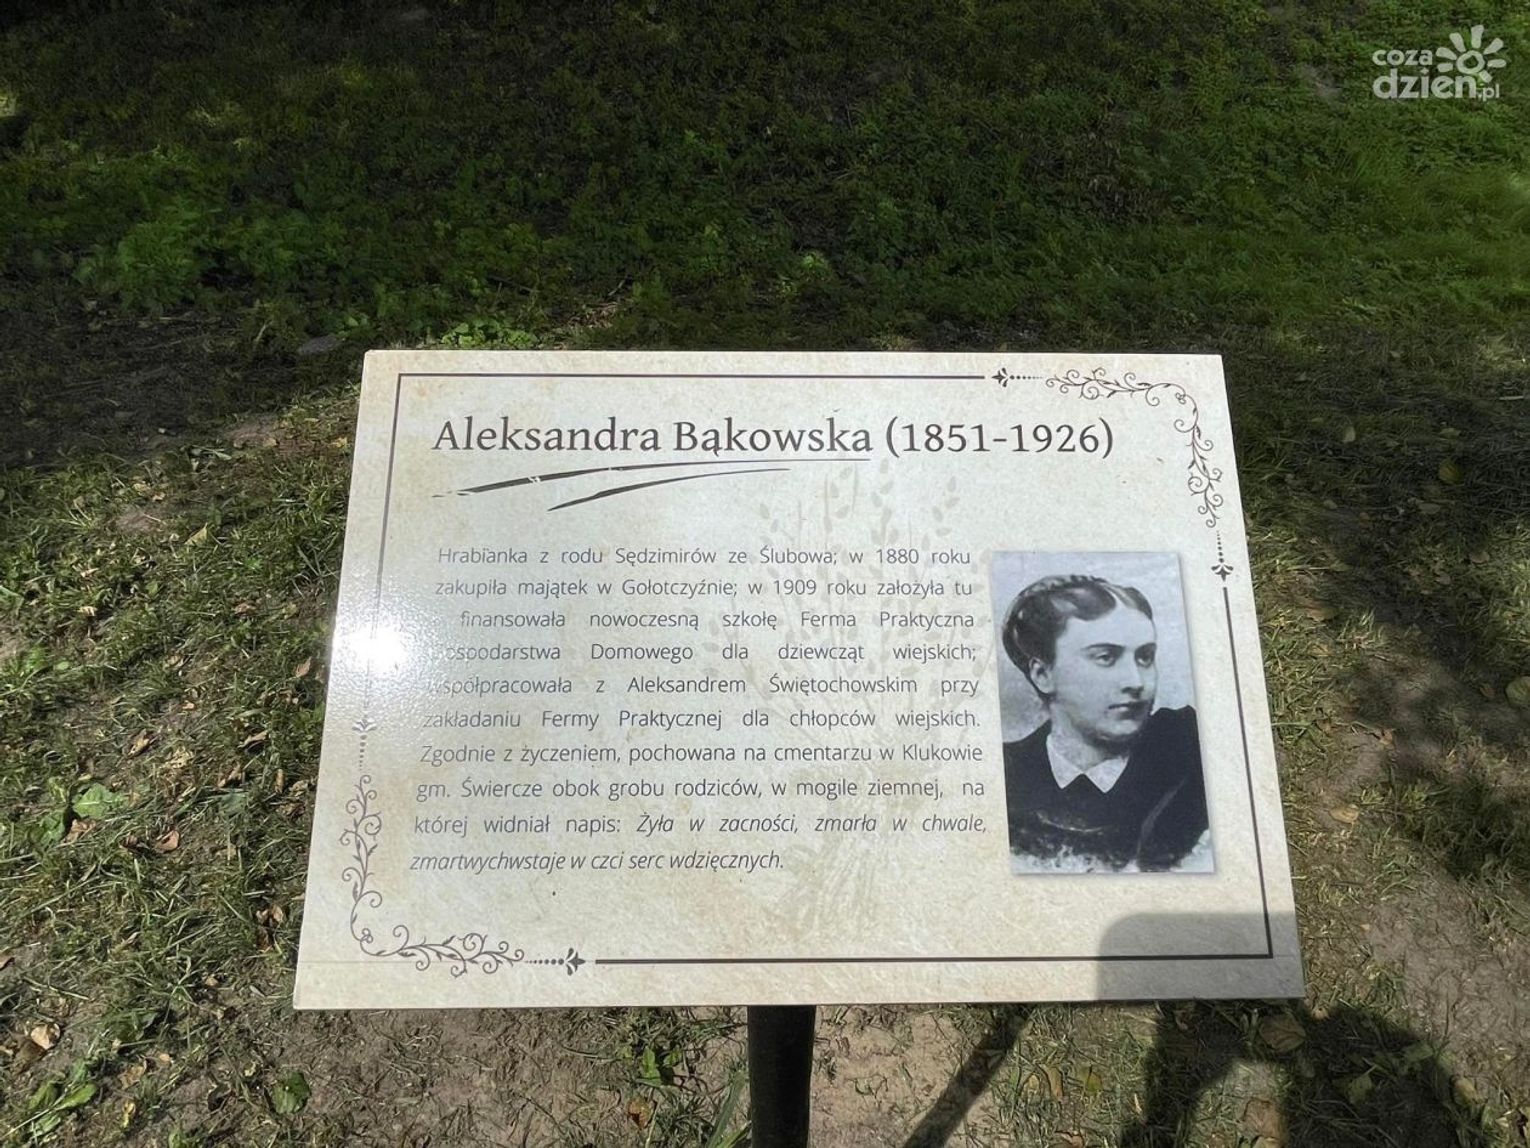 coza
dzień.pl
Aleksandra Bąkowska (1851-1926)
Hrabianka z rodu Sędzimirów ze Ślubowa; w 1880 roku
zakupiła majątek w Gołotczyźnie; w 1909 roku założyła tu
finansowała nowoczesną szkołę Ferma Praktyczna
Gospodarstwa Domowego dla dziewcząt wiejskich;
współpracowała z Aleksandrem Świętochowskim przy
zakładaniu Fermy Praktycznej dla chłopców wiejskich.
Zgodnie z życzeniem, pochowana na cmentarzu w Klukowie
gm. Świercze obok grobu rodziców, w mogile ziemnej, na
której widniał napis: Żyła w zacności, zmarła w chwale,
zmartwychwstaje w czci serc wdzięcznych.